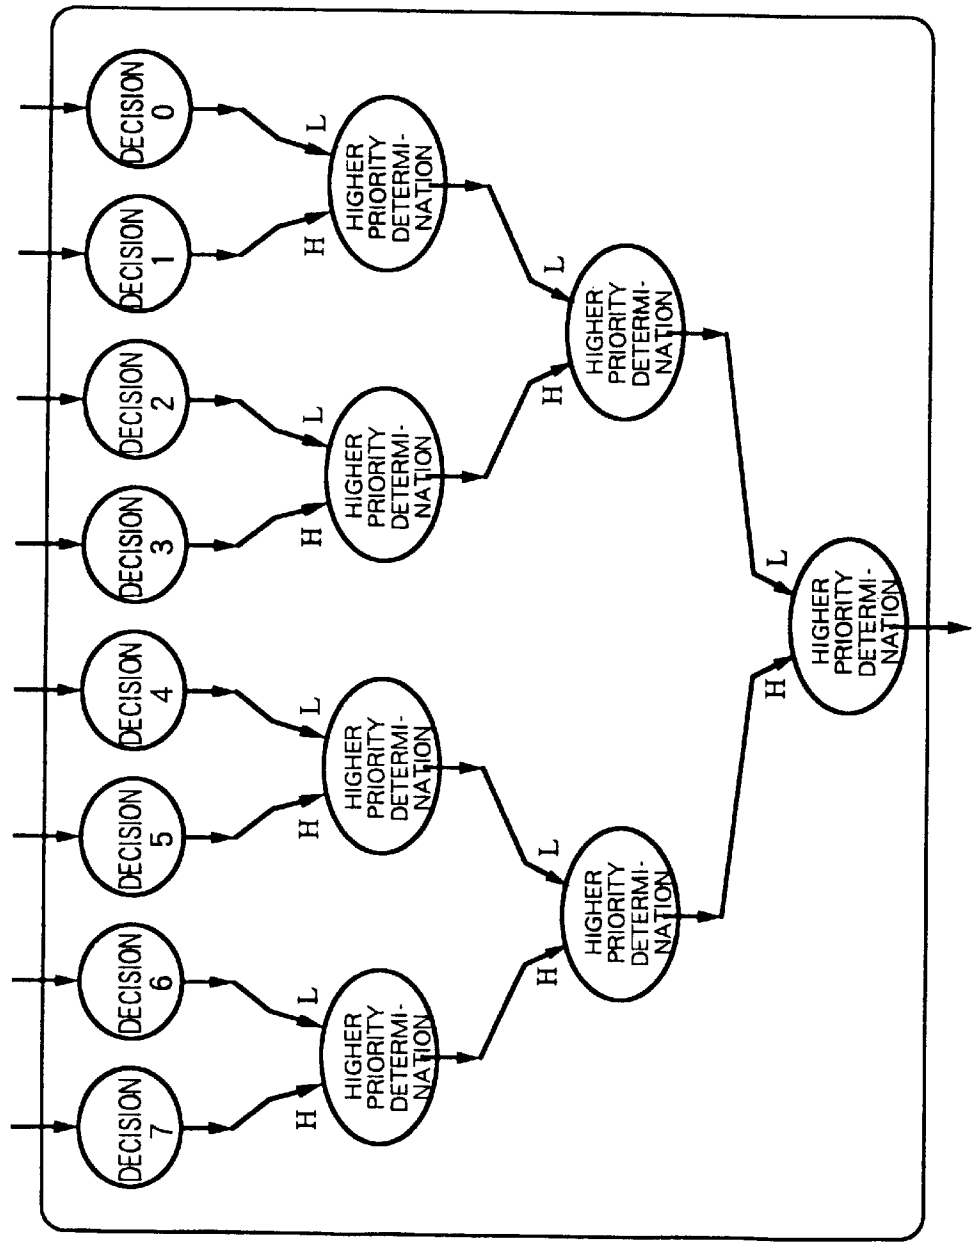 DECISION
0
DECISION
1
DECISION
2
DECISION
3
DECISION
4
DECISION
5
DECISION
6
DECISION
7
L
H
HIGHER
PRIORITY
DETERMI-
NATION
L
H
HIGHER
PRIORITY
DETERMI-
NATION
L
H
HIGHER
PRIORITY
DETERMI-
NATION
L
H
HIGHER
PRIORITY
DETERMI-
NATION
L
H
HIGHER
PRIORITY
DETERMI-
NATION
L
H
HIGHER
PRIORITY
DETERMI-
NATION
L
H
HIGHER
PRIORITY
DETERMI-
NATION